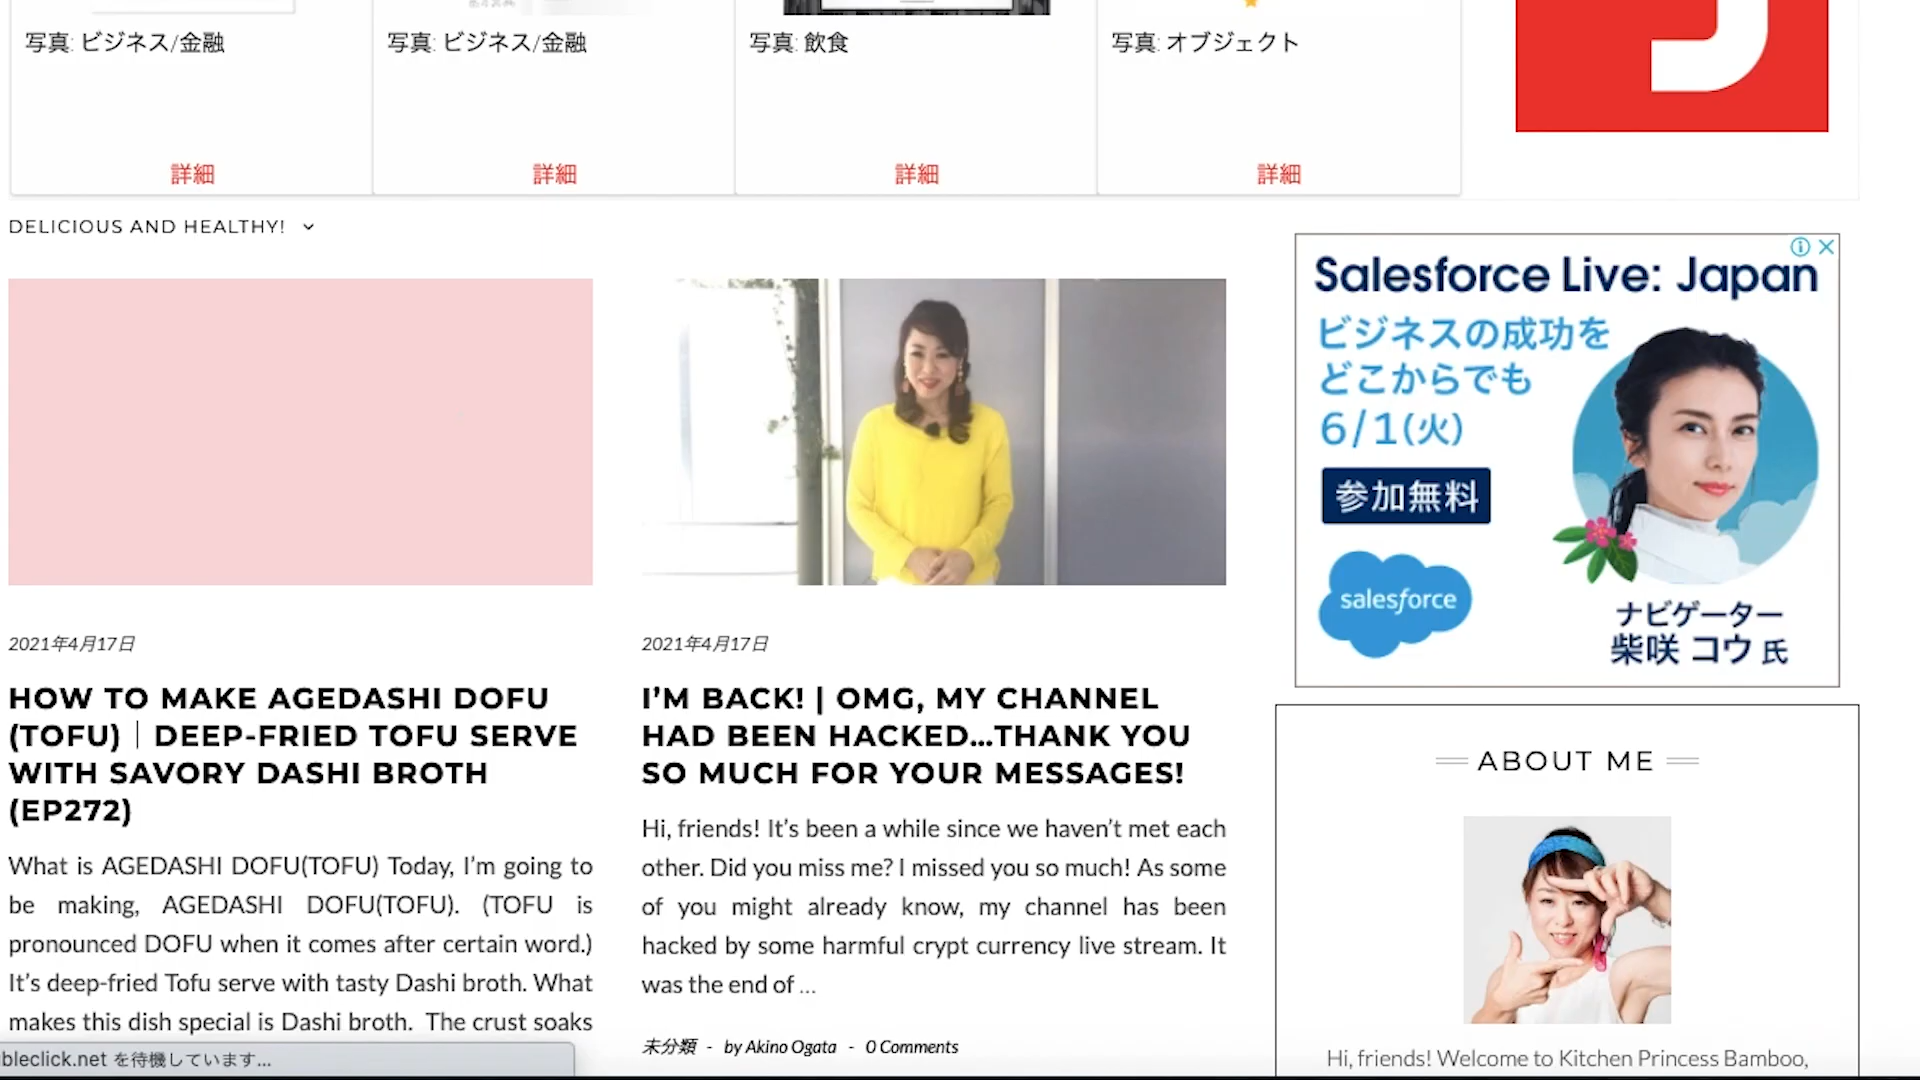 写真: ビジネス/金融
写真: ビジネス/金融
写真: 飲食
写真: オブジェクト
詳細
詳細
詳細
詳細
DELICIOUS AND HEALTHY!
2021年4月17日
HOW TO MAKE AGEDASHI DOFU
(TOFU)｜DEEP-FRIED TOFU SERVE
WITH SAVORY DASHI BROTH
(EP272)
What is AGEDASHI DOFU(TOFU) Today, I’m going to
be making, AGEDASHI DOFU(TOFU). (TOFU is
pronounced DOFU when it comes after certain word.)
It’s deep-fried Tofu serve with tasty Dashi broth. What
makes this dish special is Dashi broth. The crust soaks
2021年4月17日
I’M BACK! | OMG, MY CHANNEL
HAD BEEN HACKED…THANK YOU
SO MUCH FOR YOUR MESSAGES!
Hi, friends! It’s been a while since we haven’t met each
other. Did you miss me? I missed you so much! As some
of you might already know, my channel has been
hacked by some harmful crypt currency live stream. It
was the end of …
未分類 - by Akino Ogata - 0 Comments
Salesforce Live: Japan
ビジネスの成功を
どこからでも
6/1(火)
参加無料
salesforce
ナビゲーター
柴咲 コウ 氏
ABOUT ME
Hi, friends! Welcome to Kitchen Princess Bamboo,
bleclick.net を待機しています...